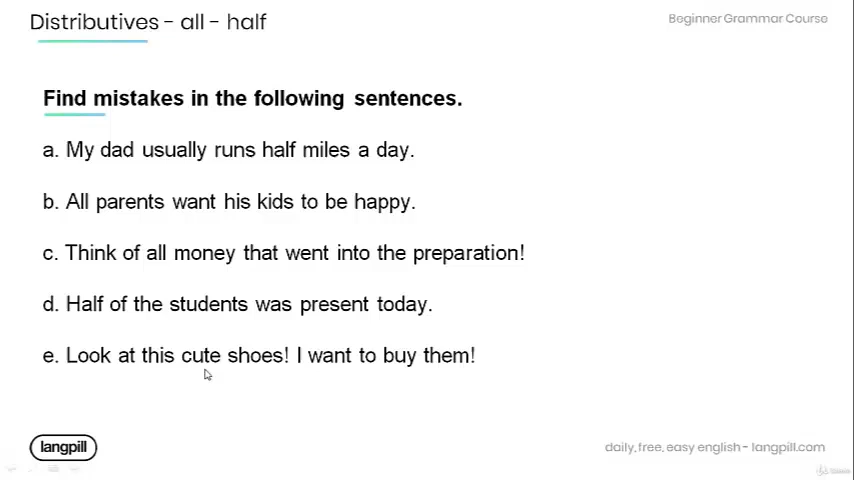 Distributives - all - half
Beginner Grammar Course
Find mistakes in the following sentences.
a. My dad usually runs half miles a day.
b. All parents want his kids to be happy.
c. Think of all money that went into the preparation!
d. Half of the students was present today.
e. Look at this cute shoes! I want to buy them!
langpill
daily, free, easy english - langpill.com